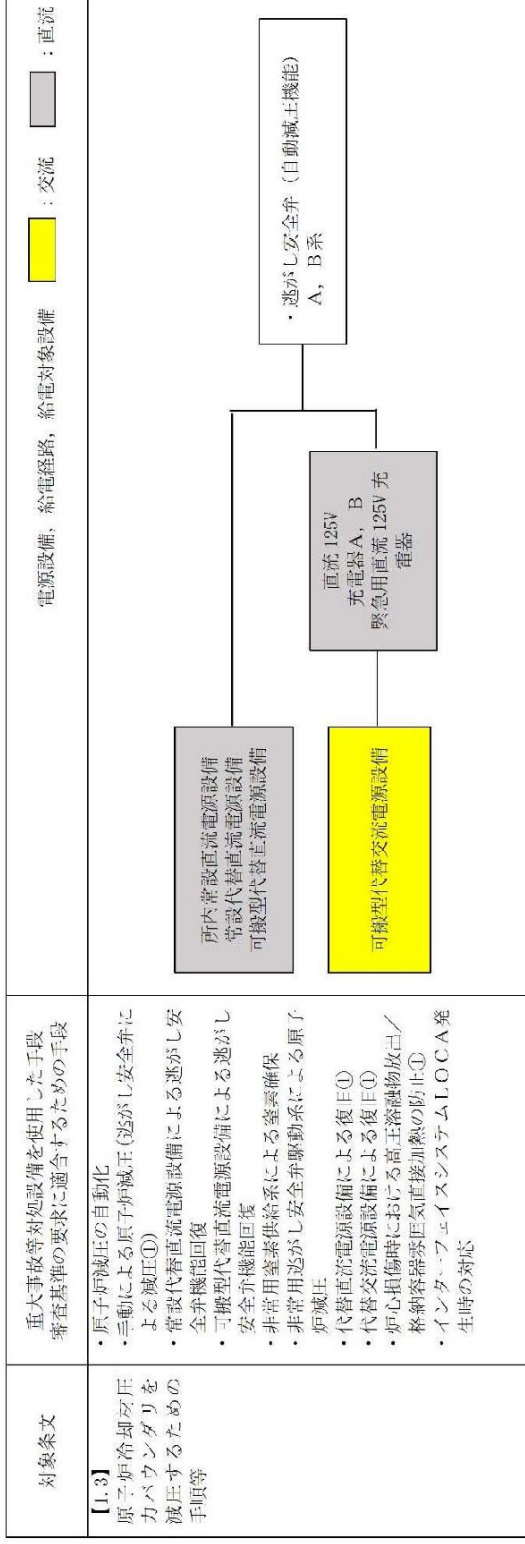 対象条文
重大事故等対処設備を使用した手段
審査基準の要求に適合するための手段
電源設備，給電経路，給電対象設備
：交流
：直流
【1.3】
原子炉冷却材圧
力バウンダリを
減圧するための
手順等
・原子炉減圧の自動化
・手動による原子炉減圧(逃がし安全弁に
よる減圧①)
・常設代替直流電源設備による逃がし安
全弁機能回復
・可搬型代替直流電源設備による逃がし
安全弁機能回復
・非常用窒素供給系による窒素確保
・非常用逃がし安全弁駆動系による原子
炉減圧
・代替直流電源設備による復旧①
・代替交流電源設備による復旧①
・炉心損傷時における高圧溶融物放出／
格納容器雰囲気直接加熱の防止①
・インターフェイスシステムＬＯＣＡ発
生時の対応
所内常設直流電源設備
常設代替直流電源設備
可搬型代替直流電源設備
可搬型代替交流電源設備
直流 125V
充電器Ａ，Ｂ
緊急用直流 125V 充
電器
・逃がし安全弁（自動減圧機能）
Ａ，Ｂ系